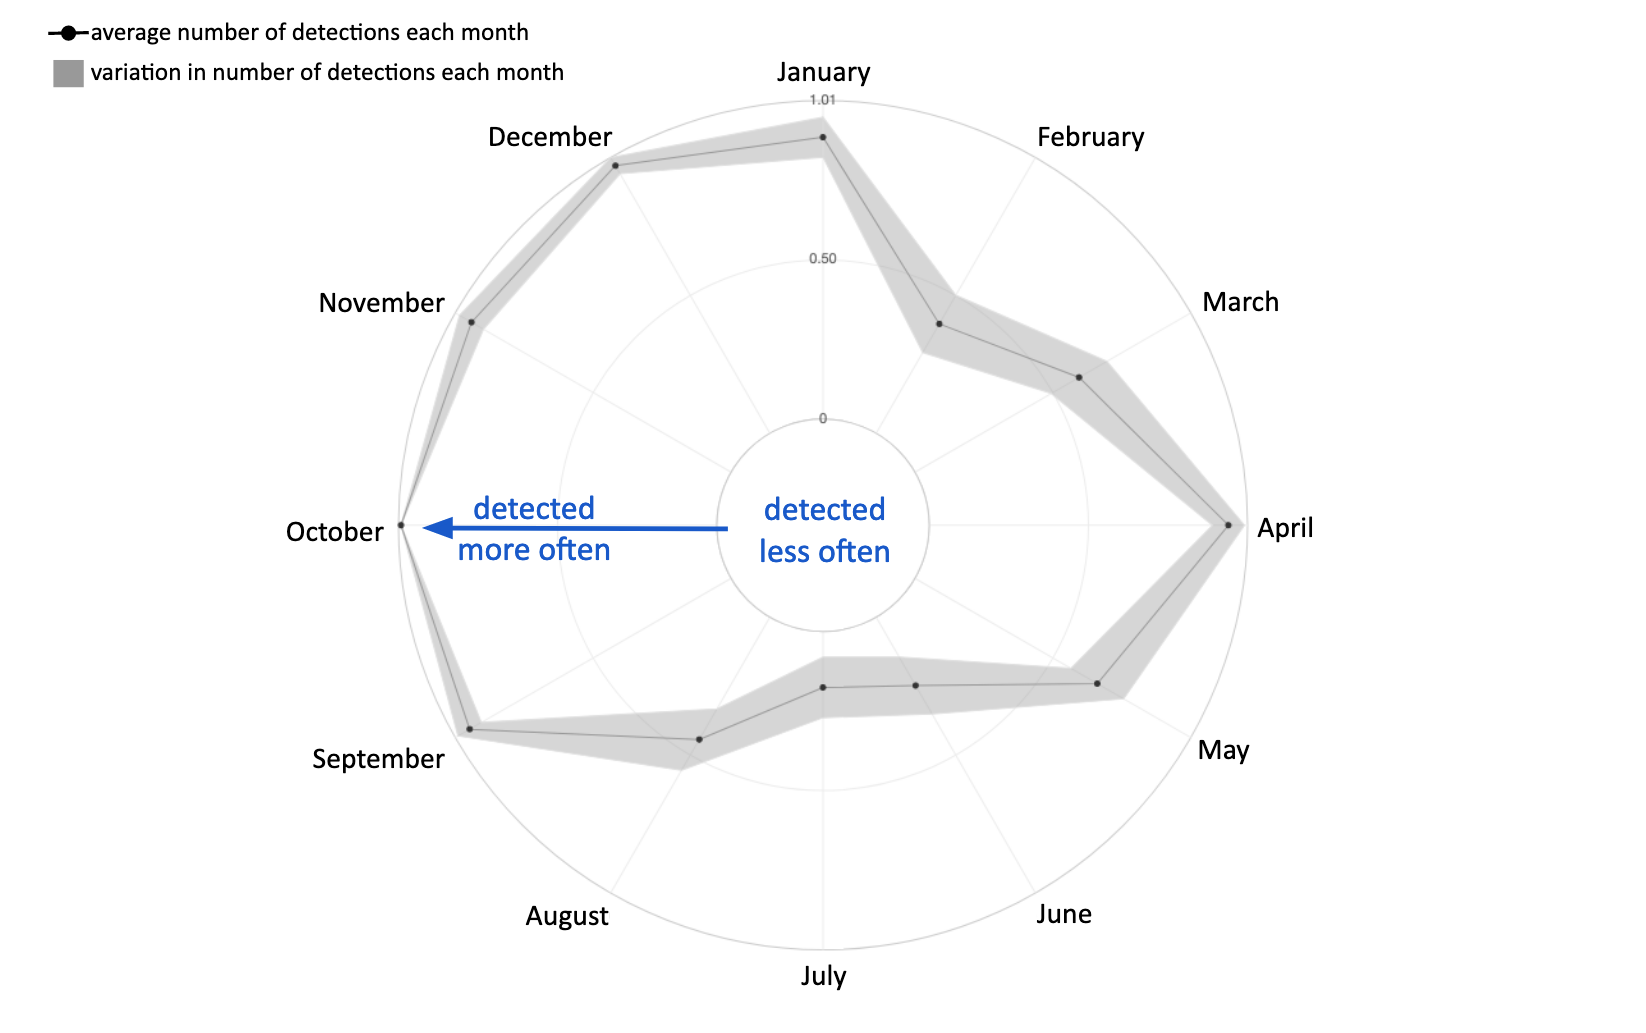 average number of detections each month
variation in number of detections each month
January
1.01
December
February
November
March
0.50
0
detected
more often
detected
less often
October
April
September
May
August
June
July